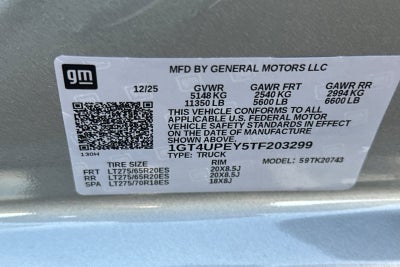 gm
MFD BY GENERAL MOTORS LLC
12/25 GVWR GAWR FRT GAWR RR
5148 KG 2540 KG 2994 KG
11350 LB 5600 LB 6600 LB
THIS VEHICLE CONFORMS TO ALL
APPLICABLE U.S. FEDERAL MOTOR
VEHICLE SAFETY STANDARDS IN EFFECT
ON THE DATE OF MANUFACTURE
SHOWN ABOVE.
1GT4UPEY5TF203299
130H
TYPE: TRUCK
TIRE SIZE RIM MODEL: 59TK20743
FRT LT275/65R20ES 20X8.5J
RR LT275/65R20ES 20X8.5J
SPA LT275/70R18ES 18X8J